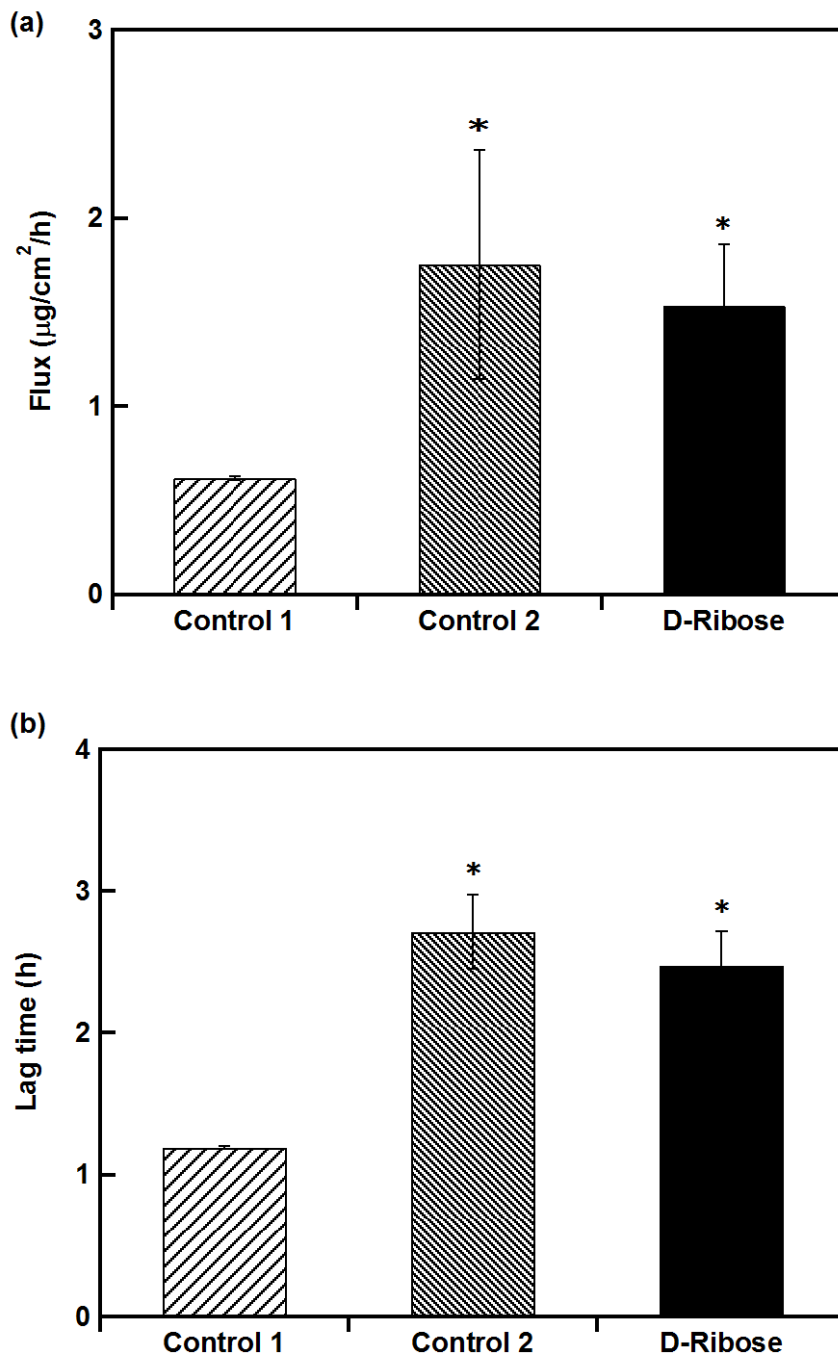 (a)
3
2
1
0
Flux (μg/cm²/h)
*
*
Control 1 Control 2 D-Ribose
(b)
4
3
2
1
0
Lag time (h)
*
*
Control 1 Control 2 D-Ribose